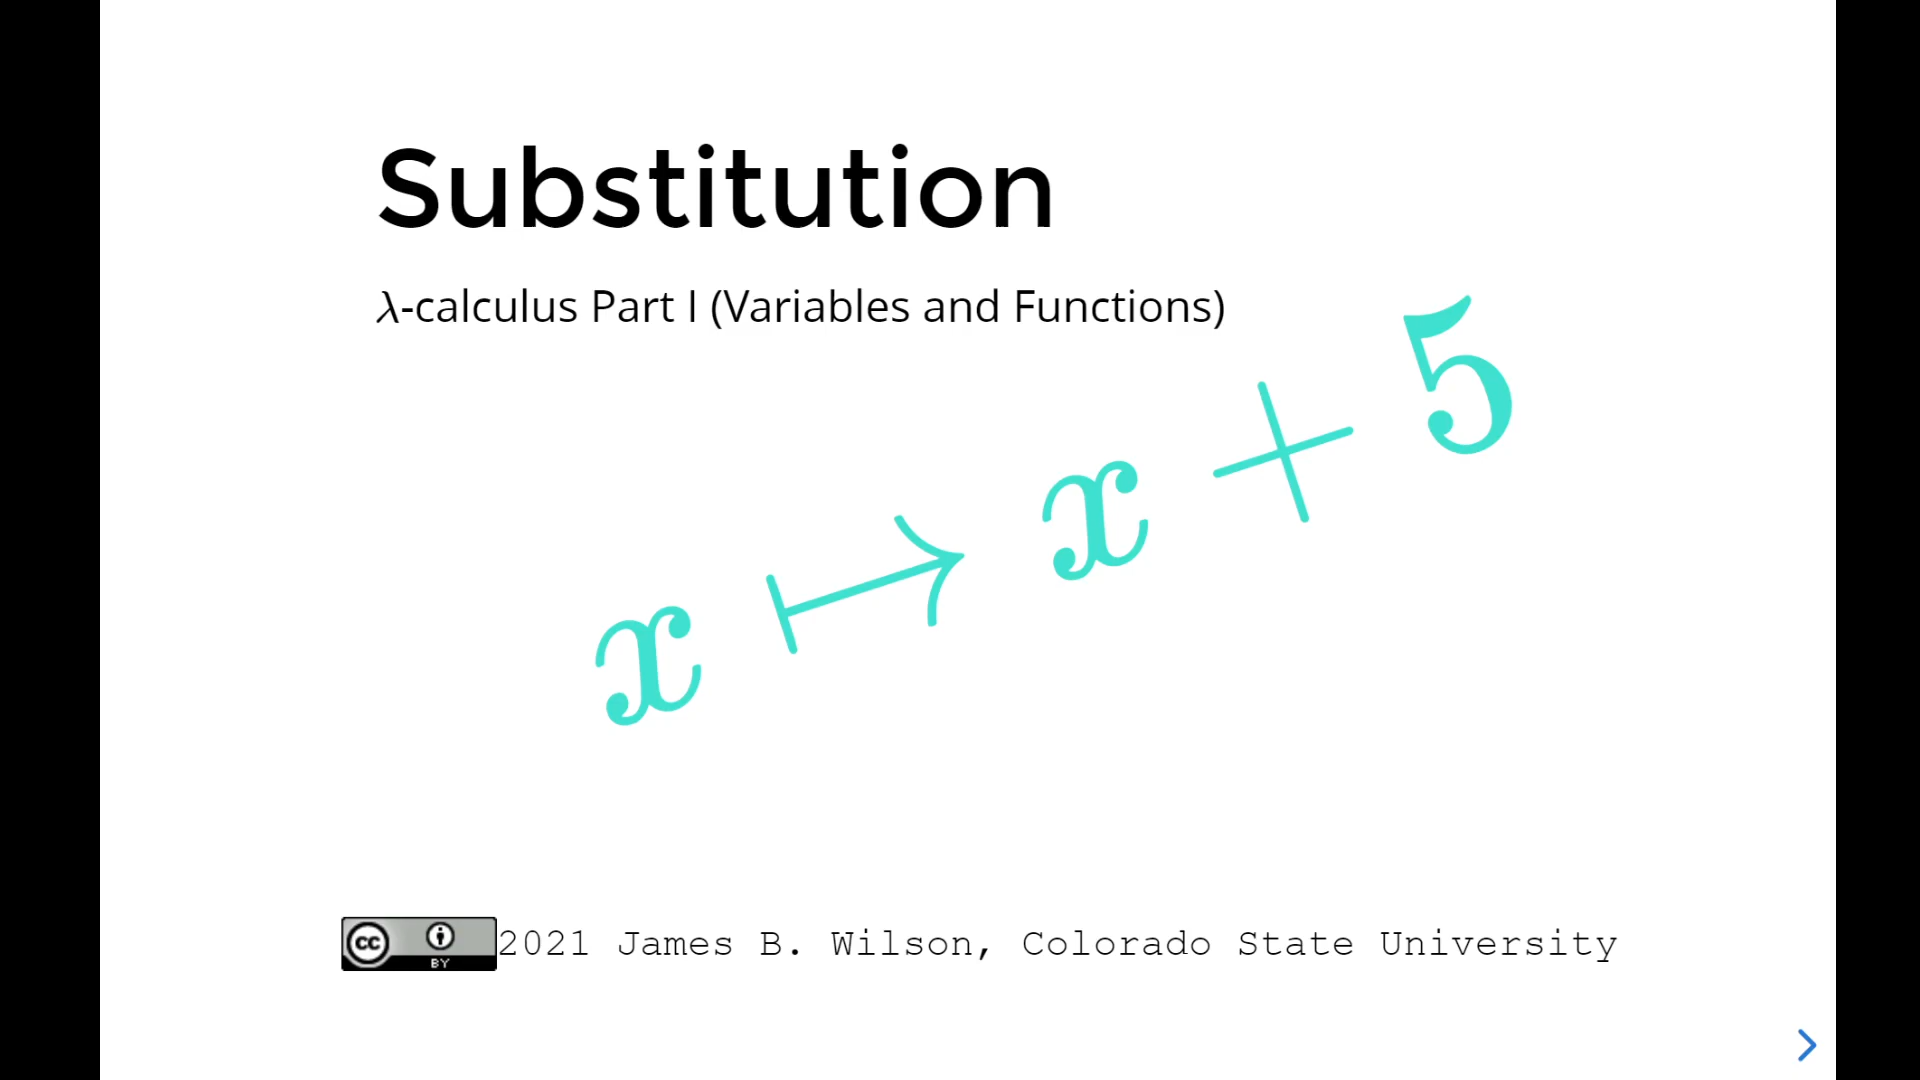 Substitution
λ-calculus Part I (Variables and Functions)
x ↦ x + 5
cc BY 2021 James B. Wilson, Colorado State University